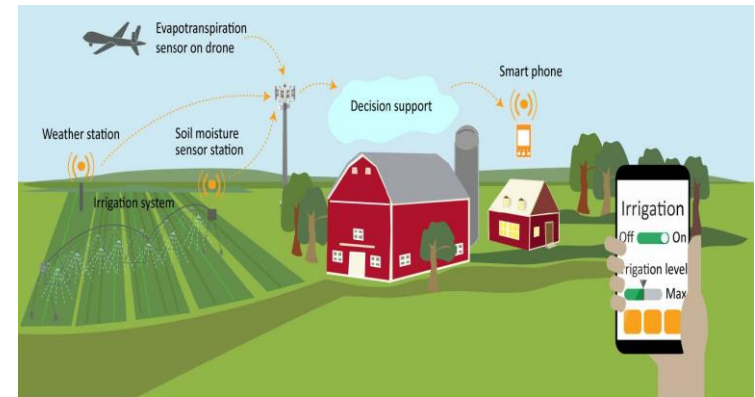 Evapotranspiration
sensor on drone
Smart phone
Decision support
Weather station
Soil moisture
sensor station
Irrigation system
Irrigation
Off On
rrigation level
Max